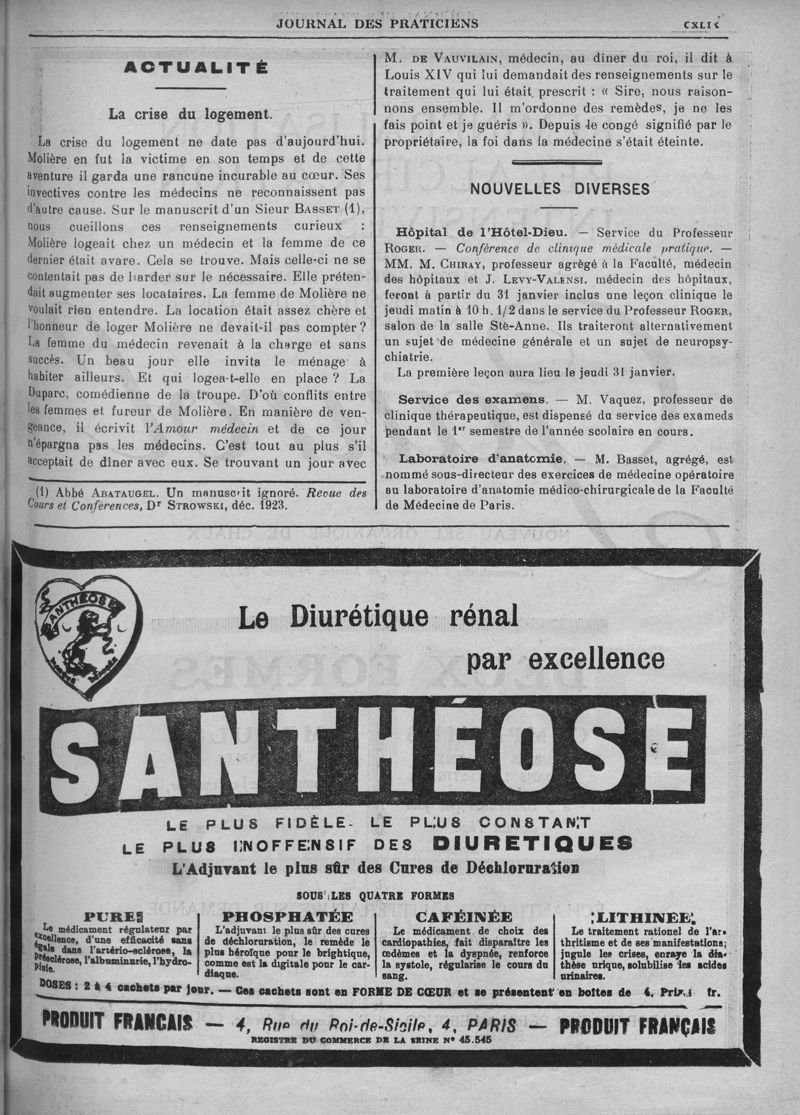 JOURNAL DES PRATICIENS
CXLIX
ACTUALITÉ
La crise du logement.
La crise du logement ne date pas d'aujourd'hui.
Molière en fut la victime en son temps et de cette
aventure il garda une rancune incurable au cœur. Ses
invectives contre les médecins ne reconnaissent pas
d'autre cause. Sur le manuscrit d'un Sieur BASSET (1),
nous cueillons ces renseignements curieux :
Molière logeait chez un médecin et la femme de ce
dernier était avare. Cela se trouve. Mais celle-ci ne se
contentait pas de harder sur le nécessaire. Elle préten-
dait augmenter ses locataires. La femme de Molière ne
voulait rien entendre. La location était assez chère et
l'honneur de loger Molière ne devait-il pas compter ?
La femme du médecin revenait à la charge et sans
succès. Un beau jour elle invita le ménage à
habiter ailleurs. Et qui logea-t-elle en place ? La
Duparc, comédienne de la troupe. D'où conflits entre
les femmes et fureur de Molière. En manière de ven-
geance, il écrivit l'Amour médecin et de ce jour
n'épargna pas les médecins. C'est tout au plus s'il
acceptait de dîner avec eux. Se trouvant un jour avec
(1) Abbé ABATAUGEL. Un manuscrit ignoré. Revue des
Cours et Conférences, Dr STROWSKI, déc. 1923.
M. DE VAUVILAIN, médecin, au diner du roi, il dit à
Louis XIV qui lui demandait des renseignements sur le
traitement qui lui était prescrit : « Sire, nous raison-
nons ensemble. Il m'ordonne des remèdes, je ne les
fais point et je guéris ». Depuis le congé signifié par le
propriétaire, la foi dans la médecine s'était éteinte.
NOUVELLES DIVERSES
Hôpital de l'Hôtel-Dieu. — Service du Professeur
ROGER. — Conférence de clinique médicale pratique. —
MM. M. CHIRAY, professeur agrégé à la Faculté, médecin
des hôpitaux et J. LEVY-VALENSI. médecin des hôpitaux,
feront à partir du 31 janvier inclus une leçon clinique le
jeudi matin à 10 h. 1/2 dans le service du Professeur ROGER,
salon de la salle Ste-Anne. Ils traiteront alternativement
un sujet de médecine générale et un sujet de neuropsy-
chiatrie.
La première leçon aura lieu le jeudi 31 janvier.
Service des examens. — M. Vaquez, professeur de
clinique thérapeutique, est dispensé du service des exameds
pendant le 1er semestre de l'année scolaire en cours.
Laboratoire d'anatomie. — M. Basset, agrégé, est
nommé sous-directeur des exercices de médecine opératoire
au laboratoire d'anatomie médico-chirurgicale de la Faculté
de Médecine de Paris.
SANTHÉOSE
Le Diurétique rénal
par excellence
SANTHÉOSE
LE PLUS FIDÈLE - LE PLUS CONSTANT
LE PLUS INOFFENSIF DES DIURETIQUES
L'Adjuvant le plus sûr des Cures de Déchloruration
SOUS LES QUATRE FORMES
PURE
Le médicament régulateur par
excellence, d'une efficacité sans
égale dans l'artério-sclérose, la
présclérose, l'albuminurie, l'hydro-
pisie.
PHOSPHATÉE
L'adjuvant le plus sûr des cures
de déchloruration, le remède le
plus héroïque pour le brightique,
comme est la digitale pour le car-
diaque.
CAFÉINÉE
Le médicament de choix des
cardiopathies, fait disparaître les
œdèmes et la dyspnée, renforce
la systole, régularise le cours du
sang.
LITHINEE
Le traitement rationel de l'ar-
thritisme et de ses manifestations;
jugule les crises, enraye la dia-
thèse urique, solubilise les acides
urinaires.
DOSES : 2 à 4 cachets par jour. — Ces cachets sont en FORME DE CŒUR et se présentent en boîtes de 4. Prix fr.
PRODUIT FRANCAIS — 4, Rue du Roi-de-Sicile, 4, PARIS — PRODUIT FRANÇAIS
REGISTRE DU COMMERCE DE LA SEINE N° 45.545